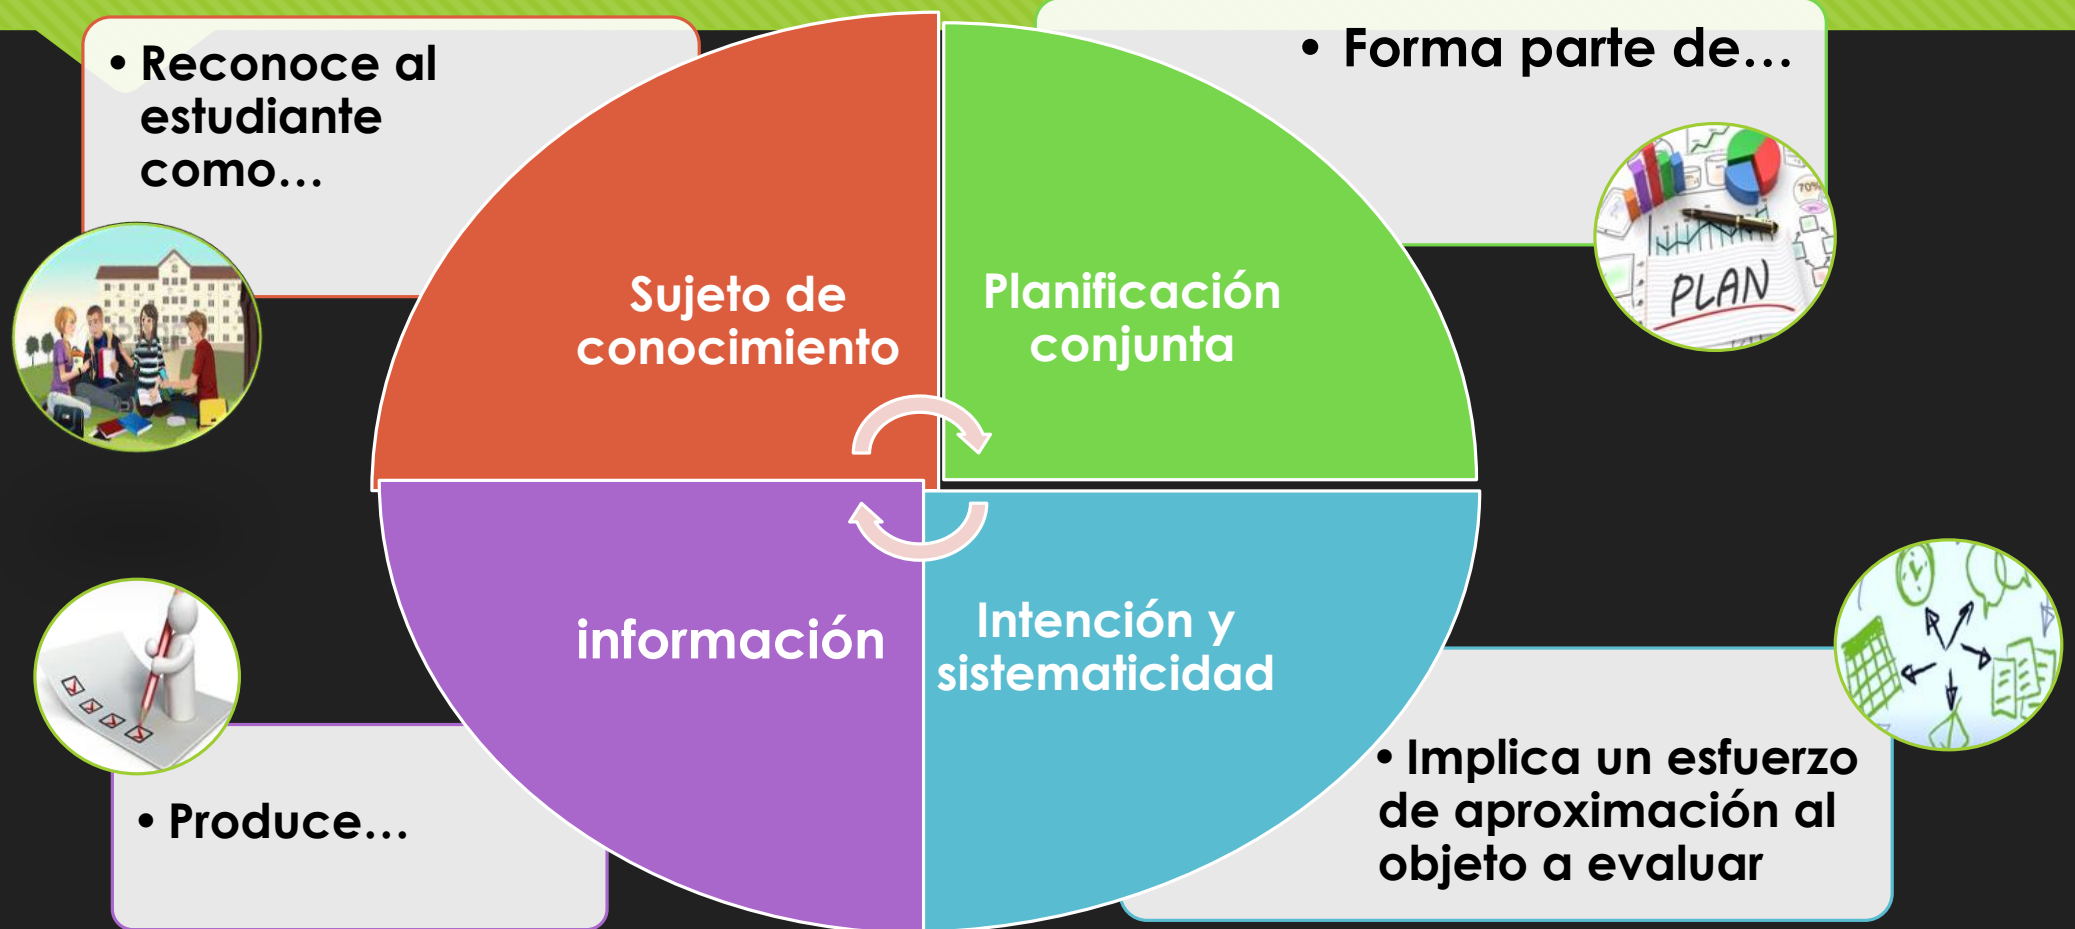 • Reconoce al
estudiante
como...
• Forma parte de...
70%
PLAN
Sujeto de
conocimiento
Planificación
conjunta
información
Intención y
sistematicidad
• Produce...
• Implica un esfuerzo
de aproximación al
objeto a evaluar